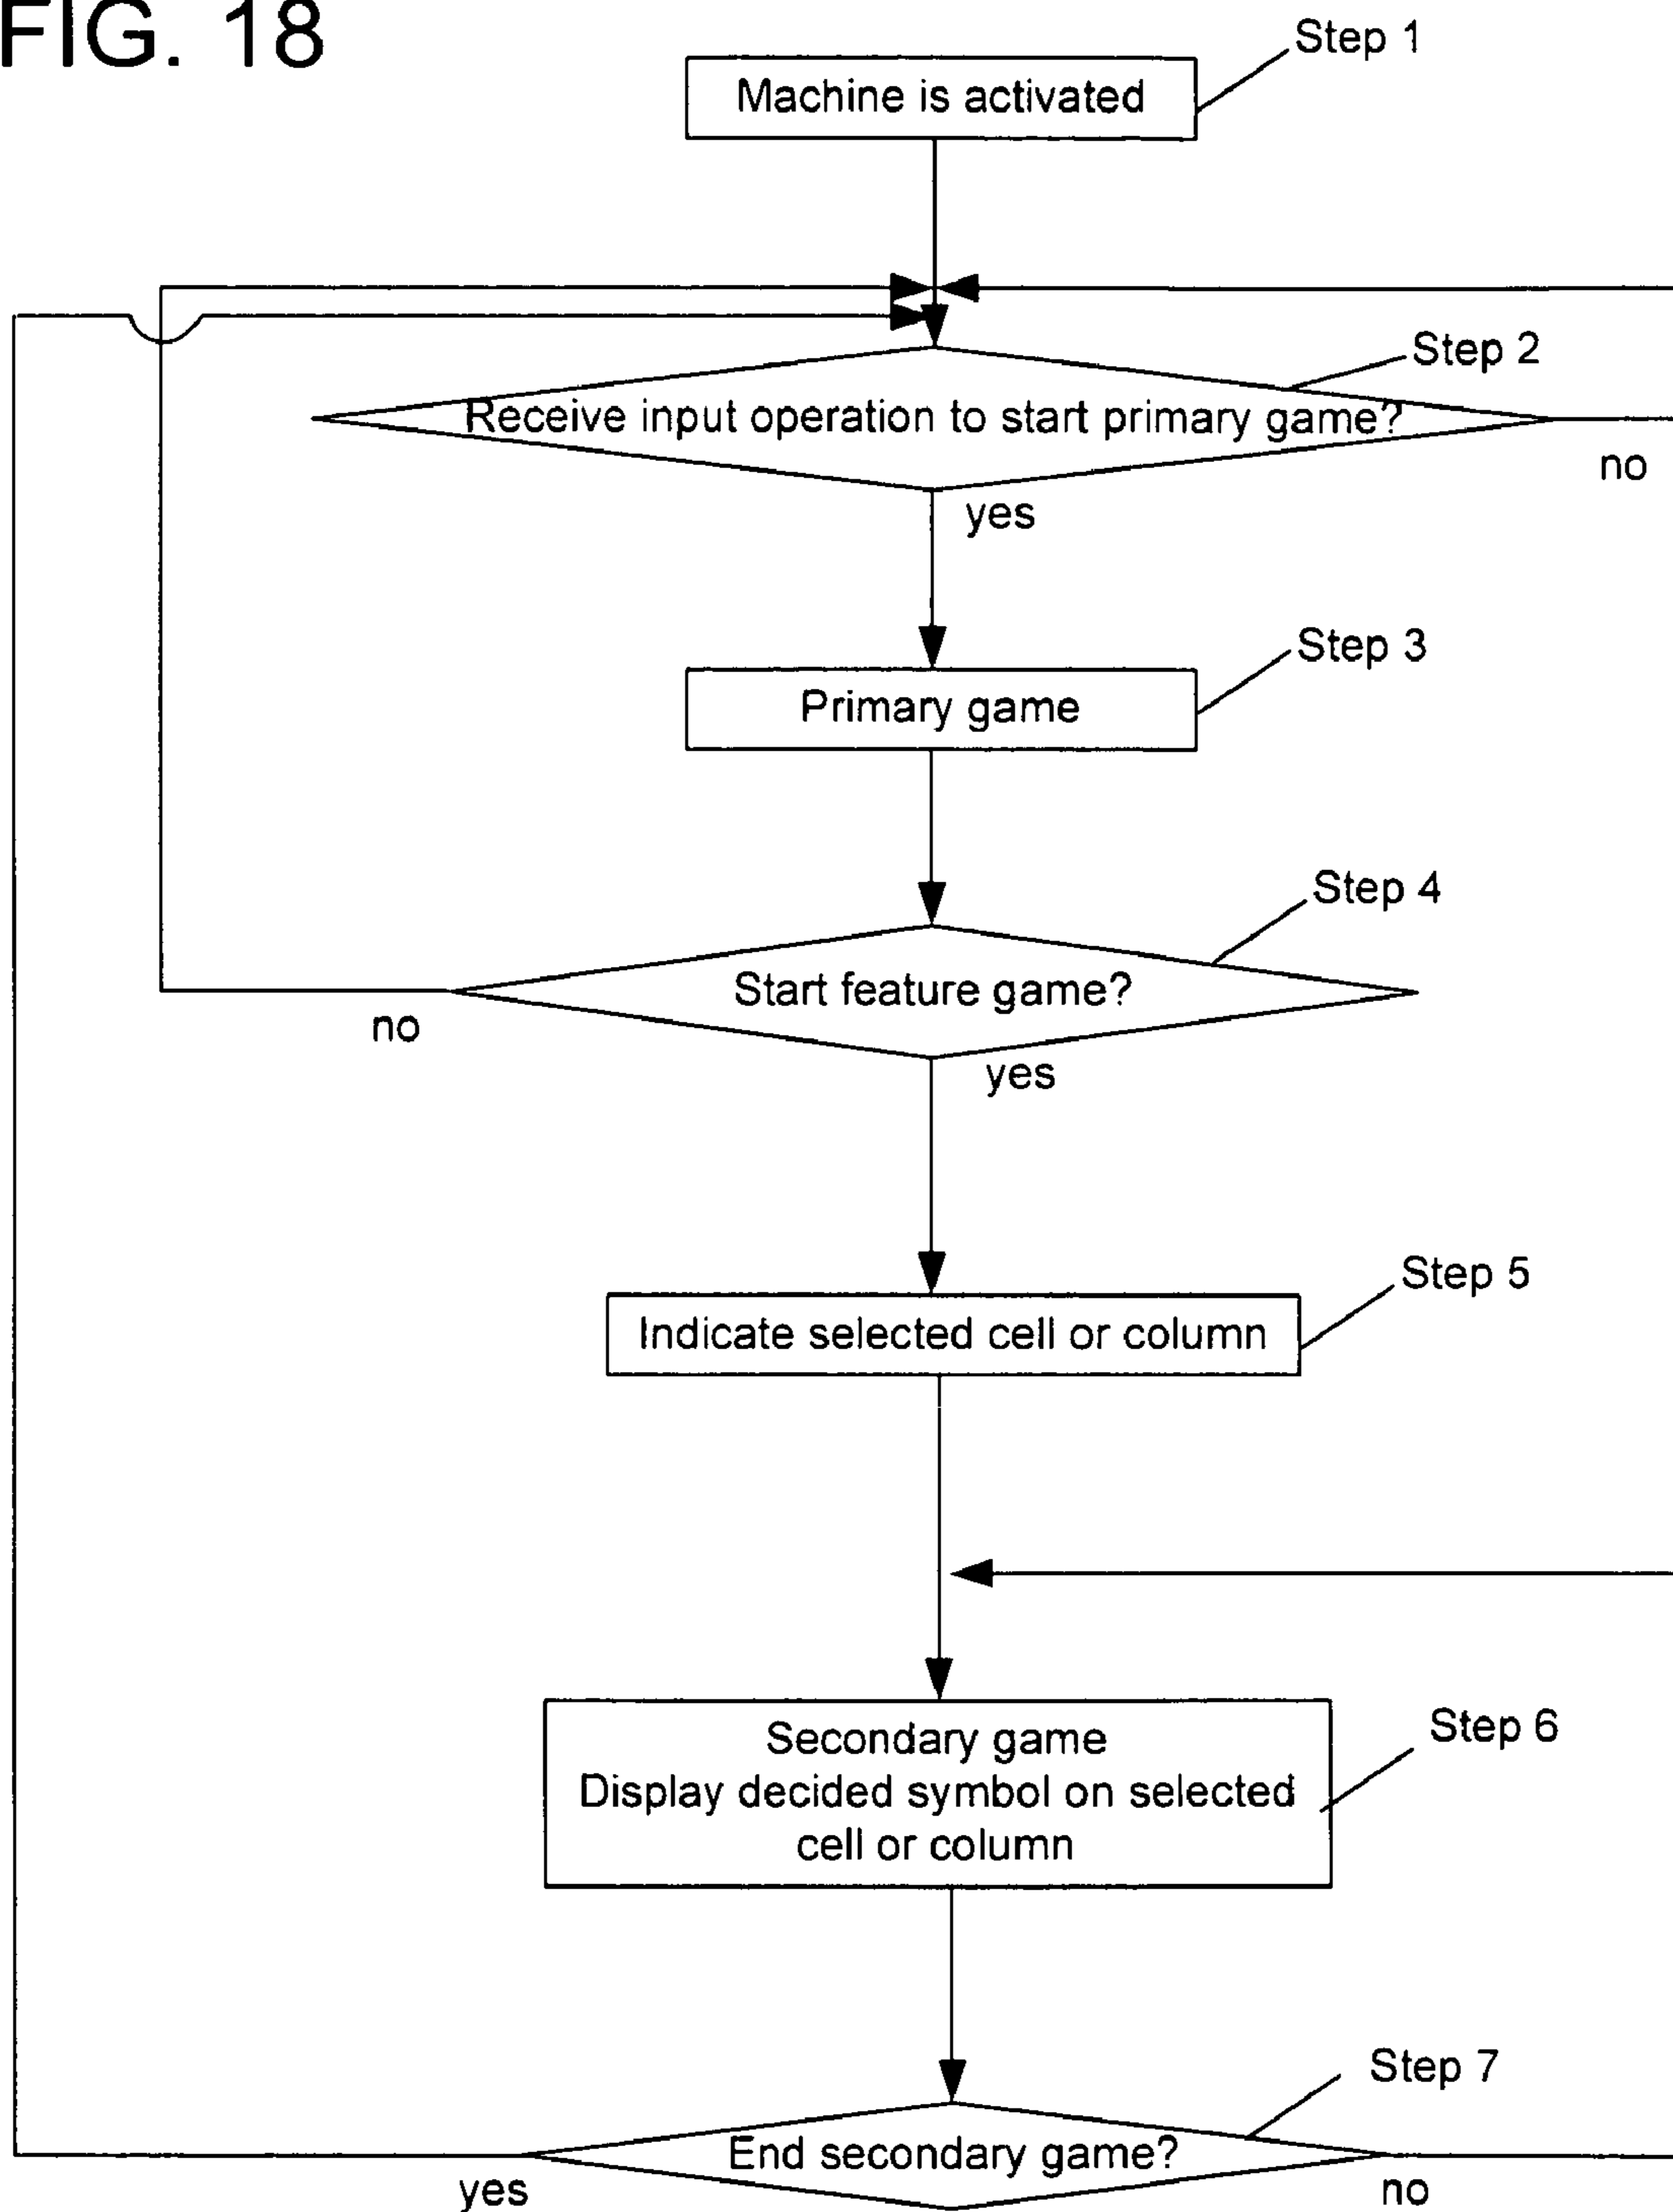 FIG. 18
Step 1
Machine is activated
Step 2
Receive input operation to start primary game?
no
yes
Step 3
Primary game
Step 4
Start feature game?
no
yes
Step 5
Indicate selected cell or column
Step 6
Secondary game
Display decided symbol on selected
cell or column
Step 7
End secondary game?
yes
no